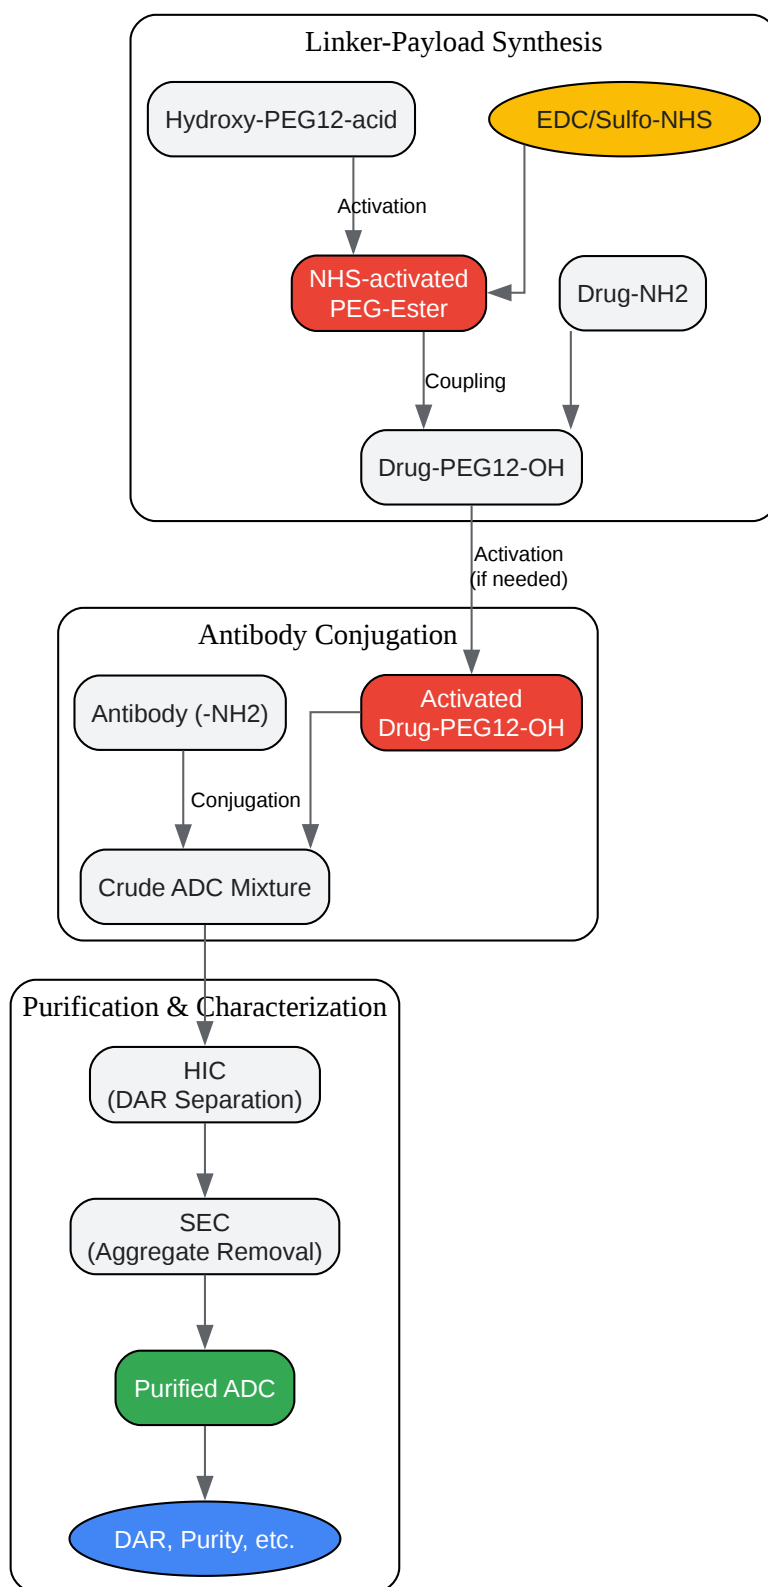 Linker-Payload Synthesis
Hydroxy-PEG12-acid
EDC/Sulfo-NHS
Activation
NHS-activated
PEG-Ester
Drug-NH2
Coupling
Drug-PEG12-OH
Activation
(if needed)
Antibody Conjugation
Antibody (-NH2)
Activated
Drug-PEG12-OH
Conjugation
Crude ADC Mixture
Purification & Characterization
HIC
(DAR Separation)
SEC
(Aggregate Removal)
Purified ADC
DAR, Purity, etc.